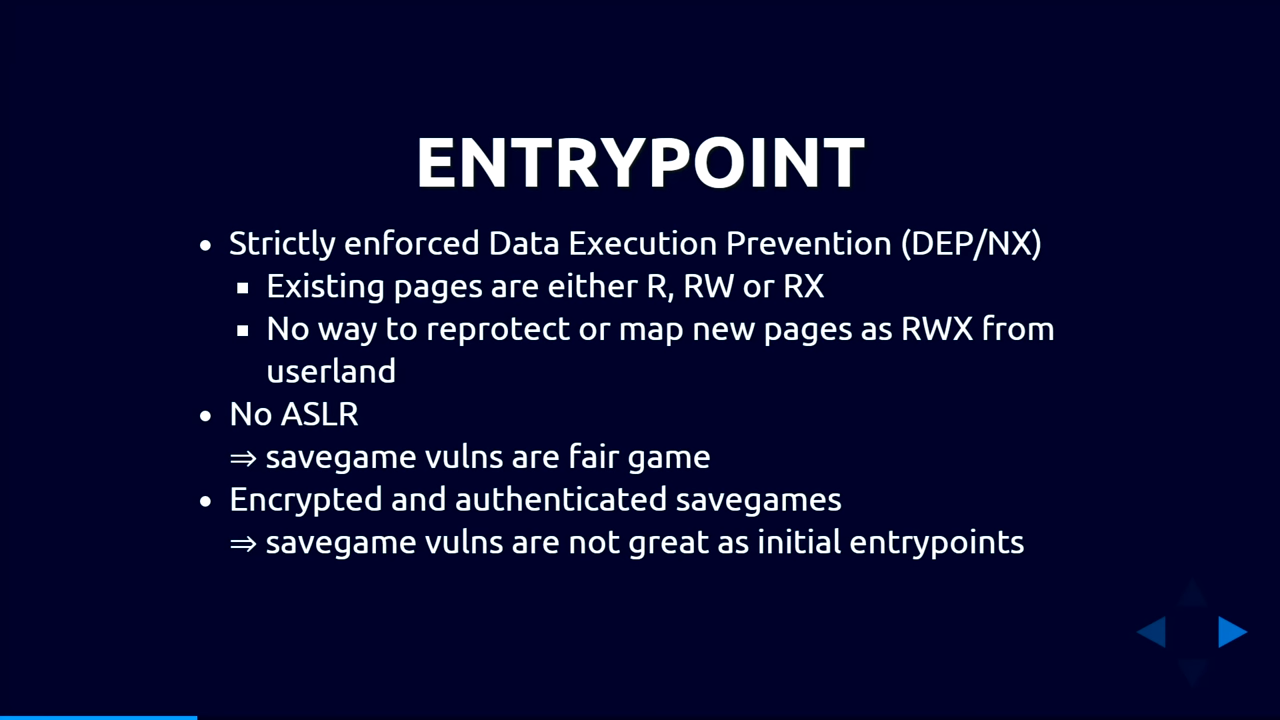 ENTRYPOINT
• Strictly enforced Data Execution Prevention (DEP/NX)
▪ Existing pages are either R, RW or RX
▪ No way to reprotect or map new pages as RWX from
userland
• No ASLR
⇒ savegame vulns are fair game
• Encrypted and authenticated savegames
⇒ savegame vulns are not great as initial entrypoints